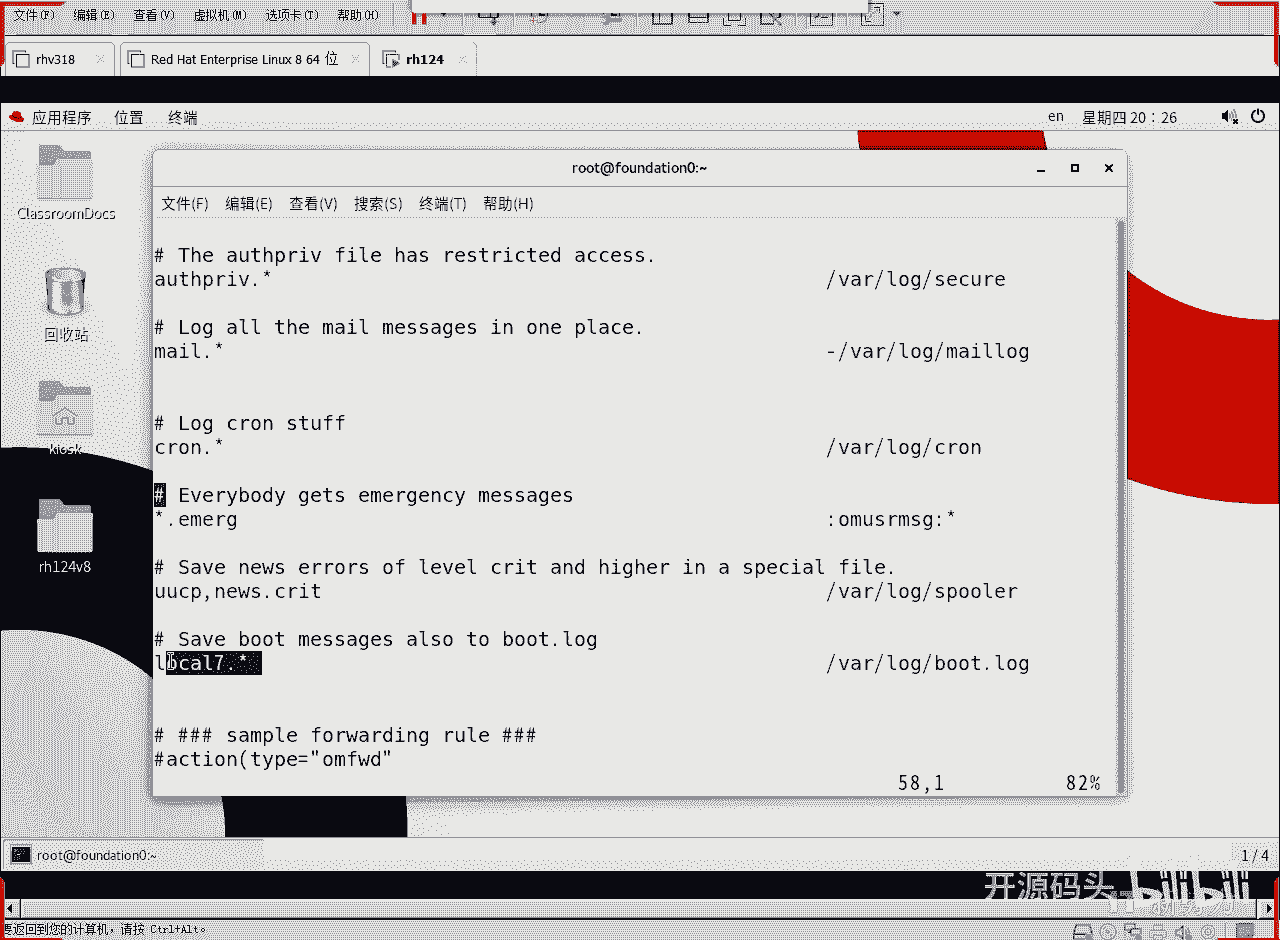 文件(F) 编辑(E) 查看(V) 虚拟机(M) 选项卡(T) 帮助(H)
rhv318 Red Hat Enterprise Linux 8 64 位 rh124
应用程序 位置 终端 en 星期四 20：26
ClassroomDocs
回收站
kiosk
rh124v8
root@foundation0:~
文件(F) 编辑(E) 查看(V) 搜索(S) 终端(T) 帮助(H)
# The authpriv file has restricted access.
authpriv.* /var/log/secure
# Log all the mail messages in one place.
mail.* -/var/log/maillog
# Log cron stuff
cron.* /var/log/cron
# Everybody gets emergency messages
*.emerg :omusrmsg:*
# Save news errors of level crit and higher in a special file.
uucp,news.crit /var/log/spooler
# Save boot messages also to boot.log
local7.* /var/log/boot.log
# ### sample forwarding rule ###
#action(type="omfwd"
58,1 82%
root@foundation0:~ 1 / 4
开源码头 bilibili
要返回到您的计算机，请按 Ctrl+Alt。